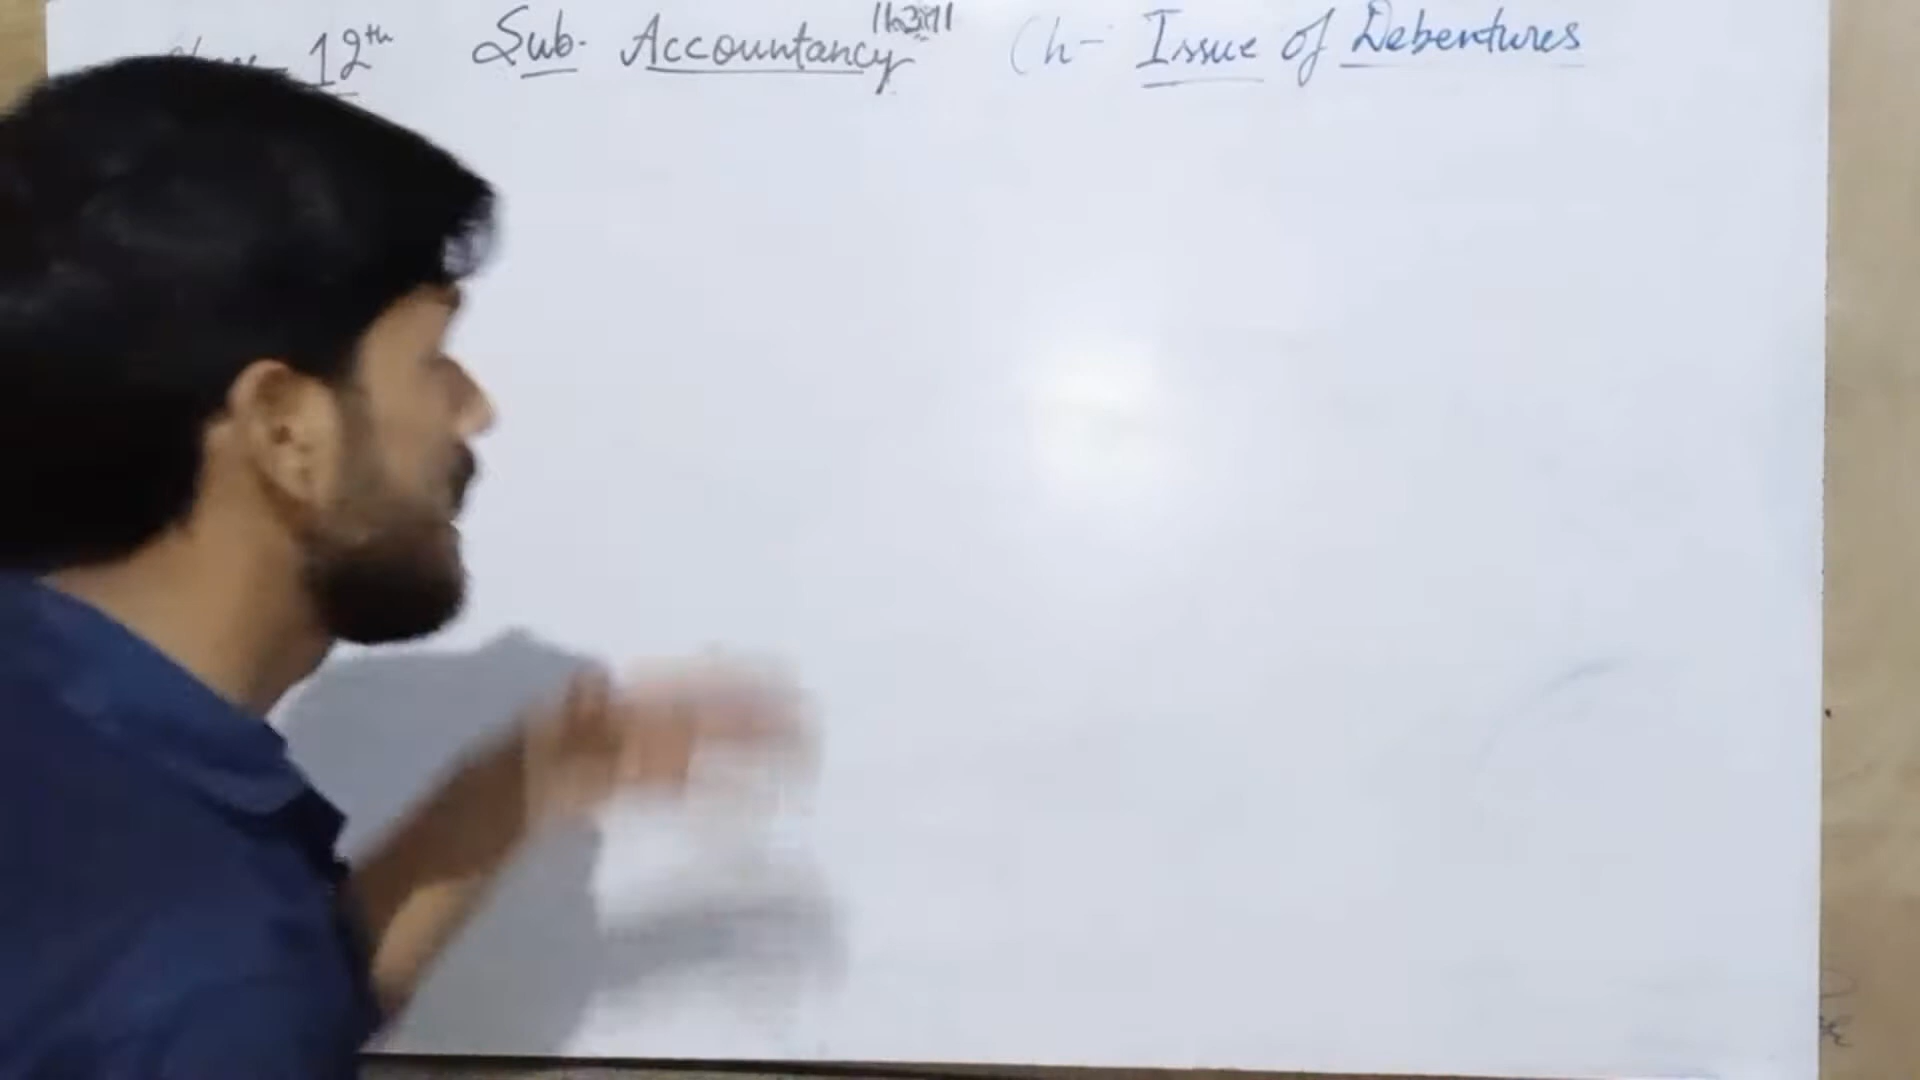 12th Sub. Accountancy ||ॐ|| Ch- Issue of Debentures